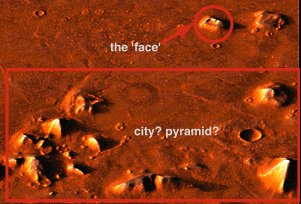 the 'face'
city? pyramid?